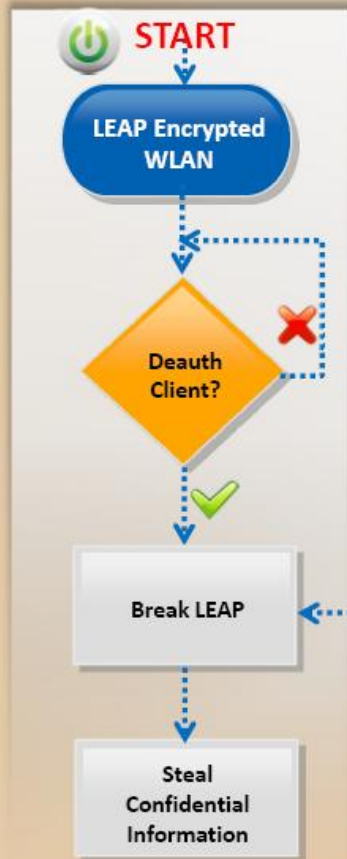 START
LEAP Encrypted
WLAN
Deauth
Client?
Break LEAP
Steal
Confidential
Information